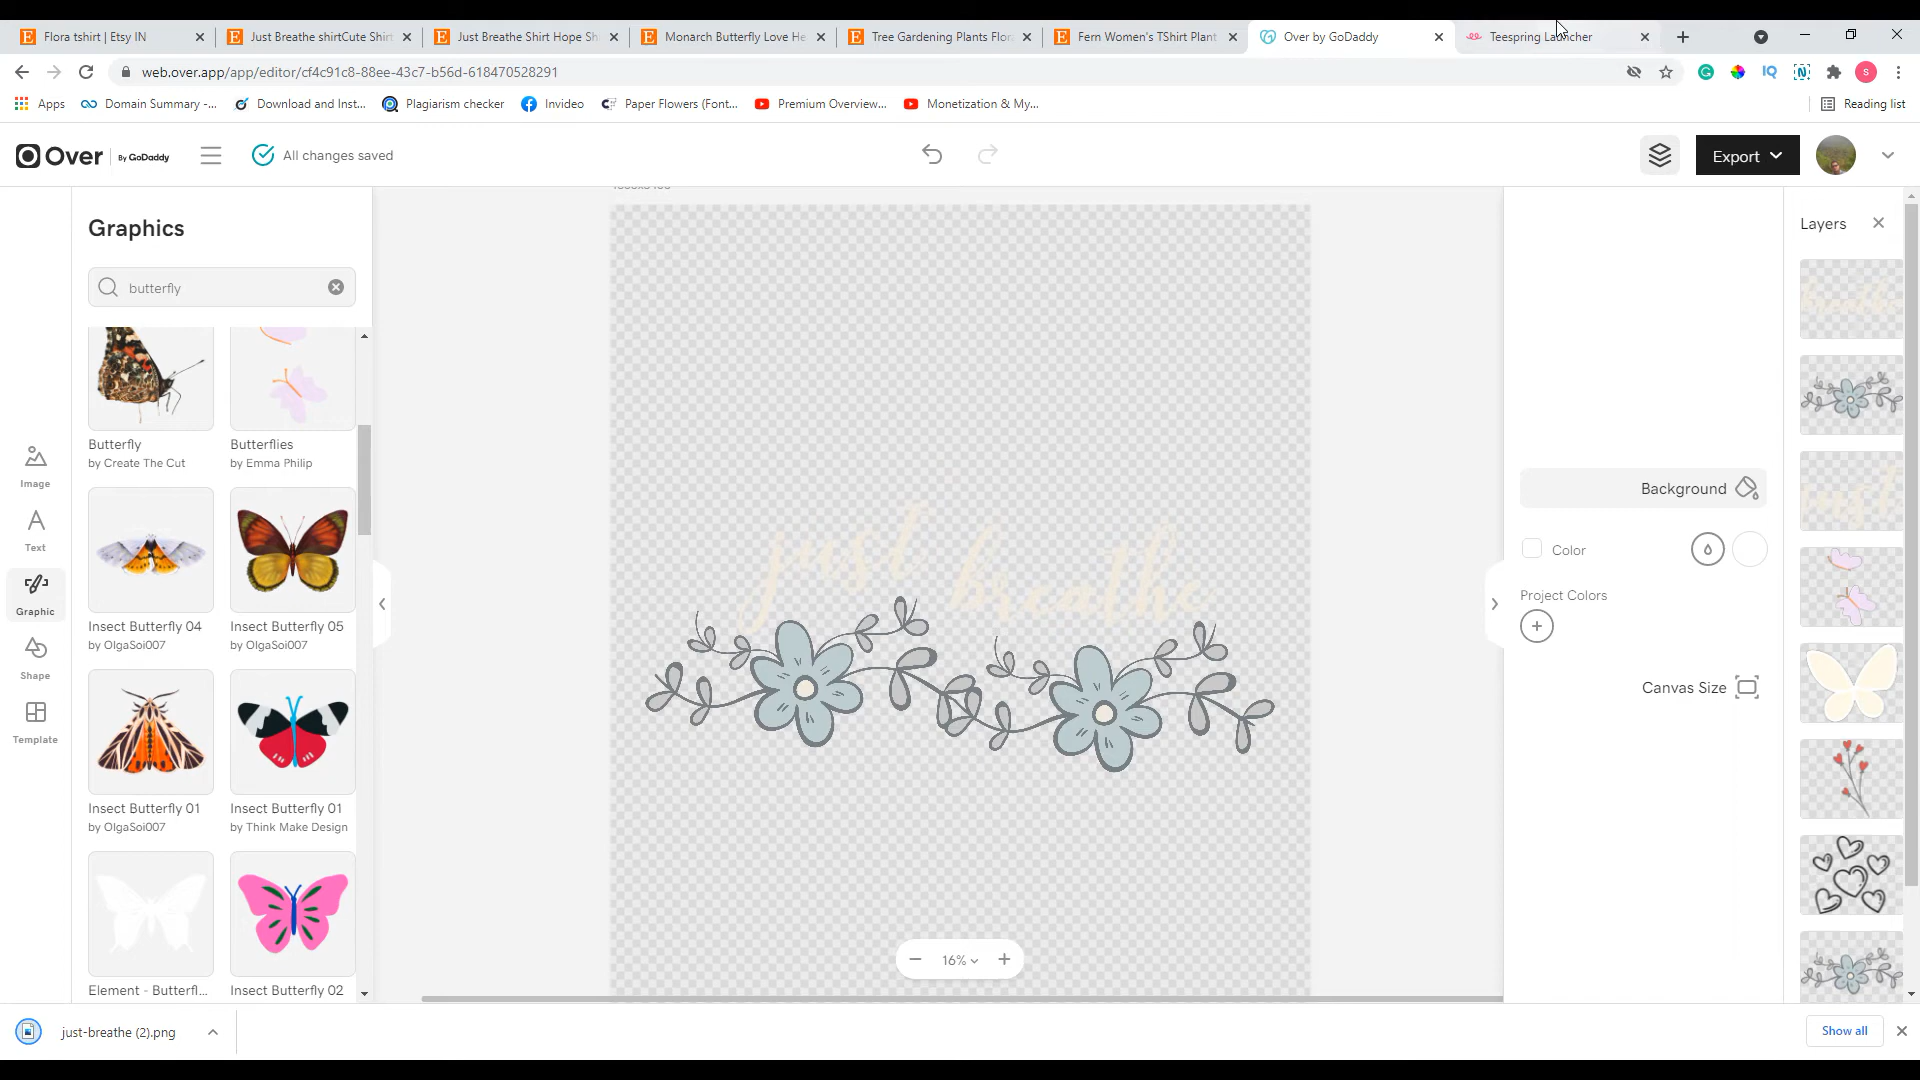 Flora tshirt | Etsy IN
Just Breathe shirtCute Shirt
Just Breathe Shirt Hope Shi
Monarch Butterfly Love He
Tree Gardening Plants Flora
Fern Women's TShirt Plant
Over by GoDaddy
Teespring Launcher
web.over.app/app/editor/cf4c91c8-88ee-43c7-b56d-618470528291
Apps
Domain Summary -...
Download and Inst...
Plagiarism checker
Invideo
Paper Flowers (Font...
Premium Overview...
Monetization & My...
Reading list
Over By GoDaddy
All changes saved
Export
Graphics
butterfly
Butterfly
by Create The Cut
Butterflies
by Emma Philip
Insect Butterfly 04
by OlgaSoi007
Insect Butterfly 05
by OlgaSoi007
Insect Butterfly 01
by OlgaSoi007
Insect Butterfly 01
by Think Make Design
Element - Butterfl...
Insect Butterfly 02
Image
Text
Graphic
Shape
Template
just breathe
16%
Background
Color
Project Colors
Canvas Size
Layers
breathe
just
just-breathe (2).png
Show all